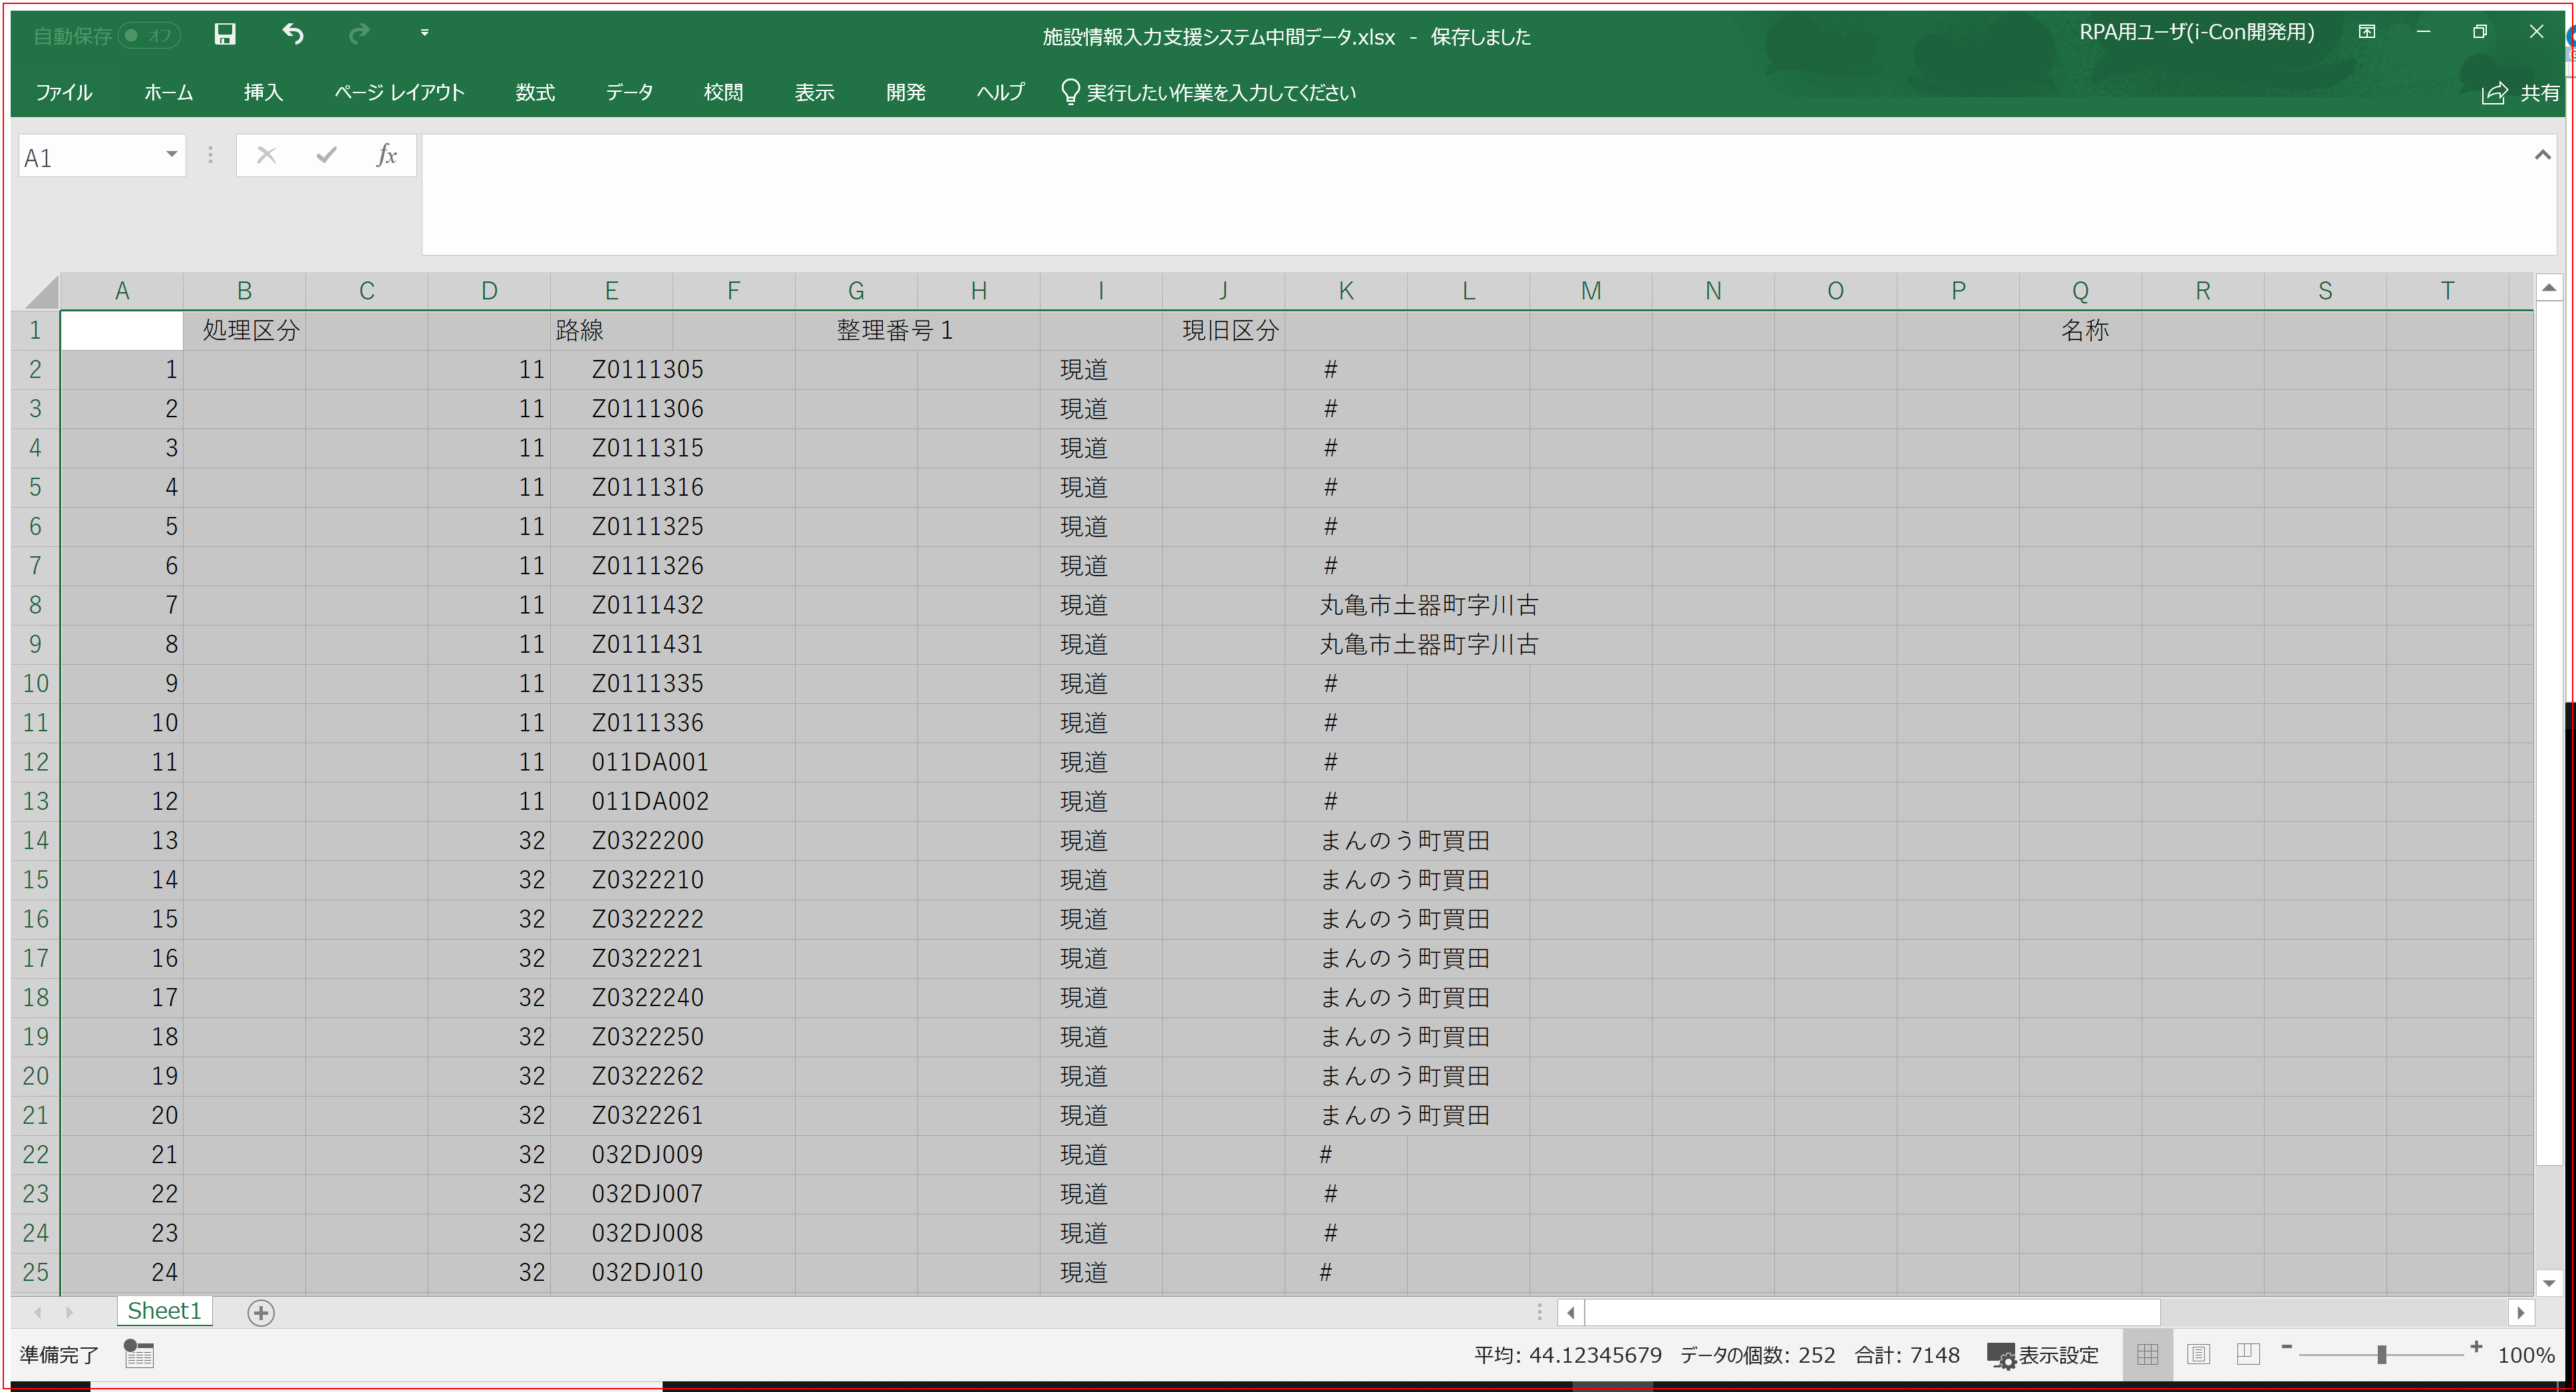 自動保存 オフ 施設情報入力支援システム中間データ.xlsx - 保存しました RPA用ユーザ(i-Con開発用)
ファイル ホーム 挿入 ページ レイアウト 数式 データ 校閲 表示 開発 ヘルプ 実行したい作業を入力してください 共有
A1 fx
A B C D E F G H I J K L M N O P Q R S T
1 処理区分 路線 整理番号1 現旧区分 名称
2 1 11 Z0111305 現道 #
3 2 11 Z0111306 現道 #
4 3 11 Z0111315 現道 #
5 4 11 Z0111316 現道 #
6 5 11 Z0111325 現道 #
7 6 11 Z0111326 現道 #
8 7 11 Z0111432 現道 丸亀市土器町字川古
9 8 11 Z0111431 現道 丸亀市土器町字川古
10 9 11 Z0111335 現道 #
11 10 11 Z0111336 現道 #
12 11 11 011DA001 現道 #
13 12 11 011DA002 現道 #
14 13 32 Z0322200 現道 まんのう町買田
15 14 32 Z0322210 現道 まんのう町買田
16 15 32 Z0322222 現道 まんのう町買田
17 16 32 Z0322221 現道 まんのう町買田
18 17 32 Z0322240 現道 まんのう町買田
19 18 32 Z0322250 現道 まんのう町買田
20 19 32 Z0322262 現道 まんのう町買田
21 20 32 Z0322261 現道 まんのう町買田
22 21 32 032DJ009 現道 #
23 22 32 032DJ007 現道 #
24 23 32 032DJ008 現道 #
25 24 32 032DJ010 現道 #
Sheet1
準備完了 平均: 44.12345679 データの個数: 252 合計: 7148 表示設定 100%